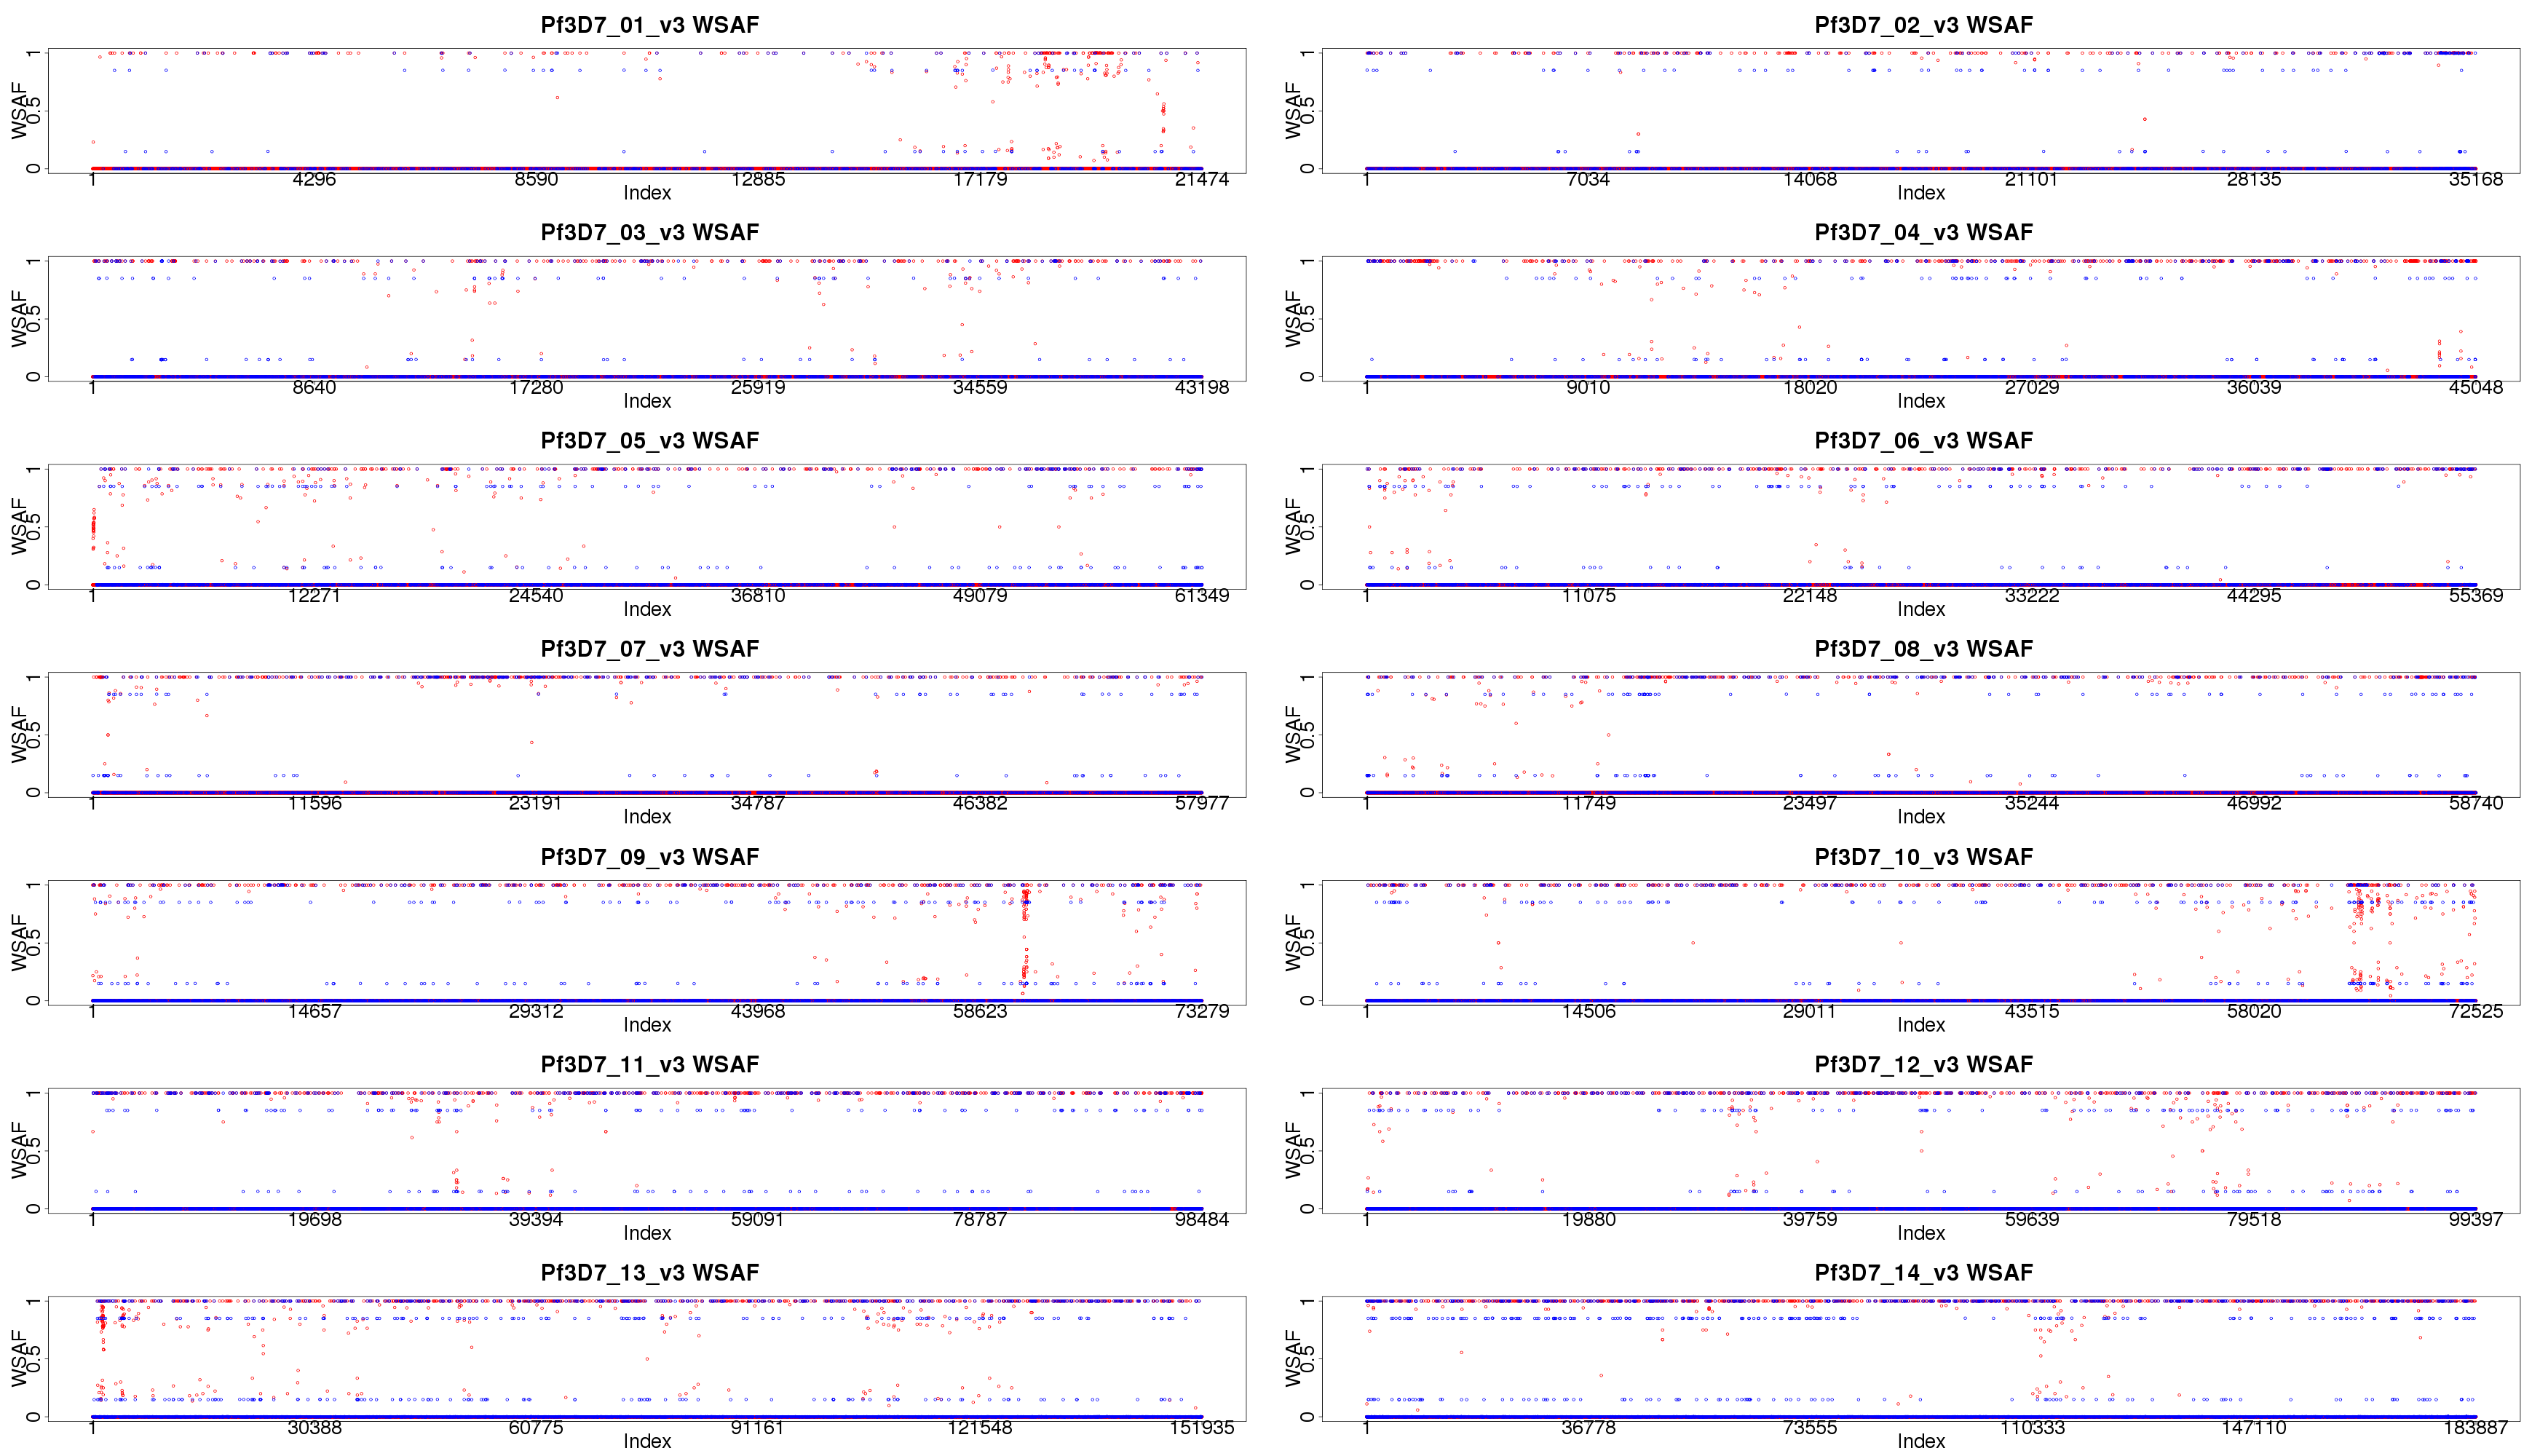 Pf3D7_01_v3 WSAF
WSAF
1
0.5
0
1 4296 8590 12885 17179 21474
Index
Pf3D7_02_v3 WSAF
WSAF
1
0.5
0
1 7034 14068 21101 28135 35168
Index
Pf3D7_03_v3 WSAF
WSAF
1
0.5
0
1 8640 17280 25919 34559 43198
Index
Pf3D7_04_v3 WSAF
WSAF
1
0.5
0
1 9010 18020 27029 36039 45048
Index
Pf3D7_05_v3 WSAF
WSAF
1
0.5
0
1 12271 24540 36810 49079 61349
Index
Pf3D7_06_v3 WSAF
WSAF
1
0.5
0
1 11075 22148 33222 44295 55369
Index
Pf3D7_07_v3 WSAF
WSAF
1
0.5
0
1 11596 23191 34787 46382 57977
Index
Pf3D7_08_v3 WSAF
WSAF
1
0.5
0
1 11749 23497 35244 46992 58740
Index
Pf3D7_09_v3 WSAF
WSAF
1
0.5
0
1 14657 29312 43968 58623 73279
Index
Pf3D7_10_v3 WSAF
WSAF
1
0.5
0
1 14506 29011 43515 58020 72525
Index
Pf3D7_11_v3 WSAF
WSAF
1
0.5
0
1 19698 39394 59091 78787 98484
Index
Pf3D7_12_v3 WSAF
WSAF
1
0.5
0
1 19880 39759 59639 79518 99397
Index
Pf3D7_13_v3 WSAF
WSAF
1
0.5
0
1 30388 60775 91161 121548 151935
Index
Pf3D7_14_v3 WSAF
WSAF
1
0.5
0
1 36778 73555 110333 147110 183887
Index